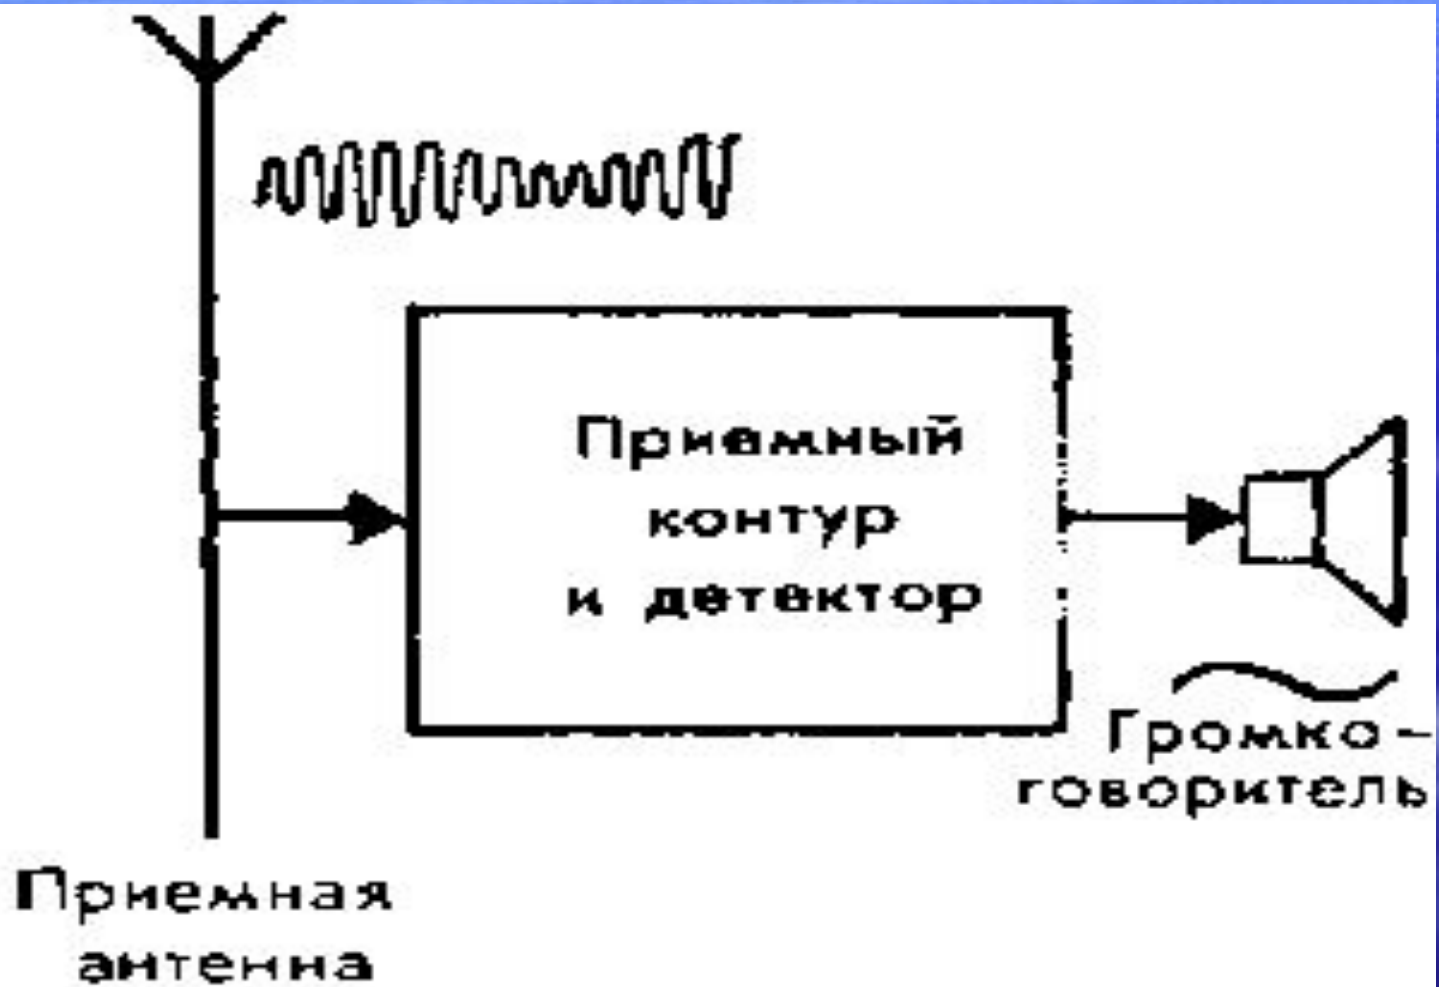 Приемный
контур
и детектор
Громко-
говоритель
Приемная
антенна